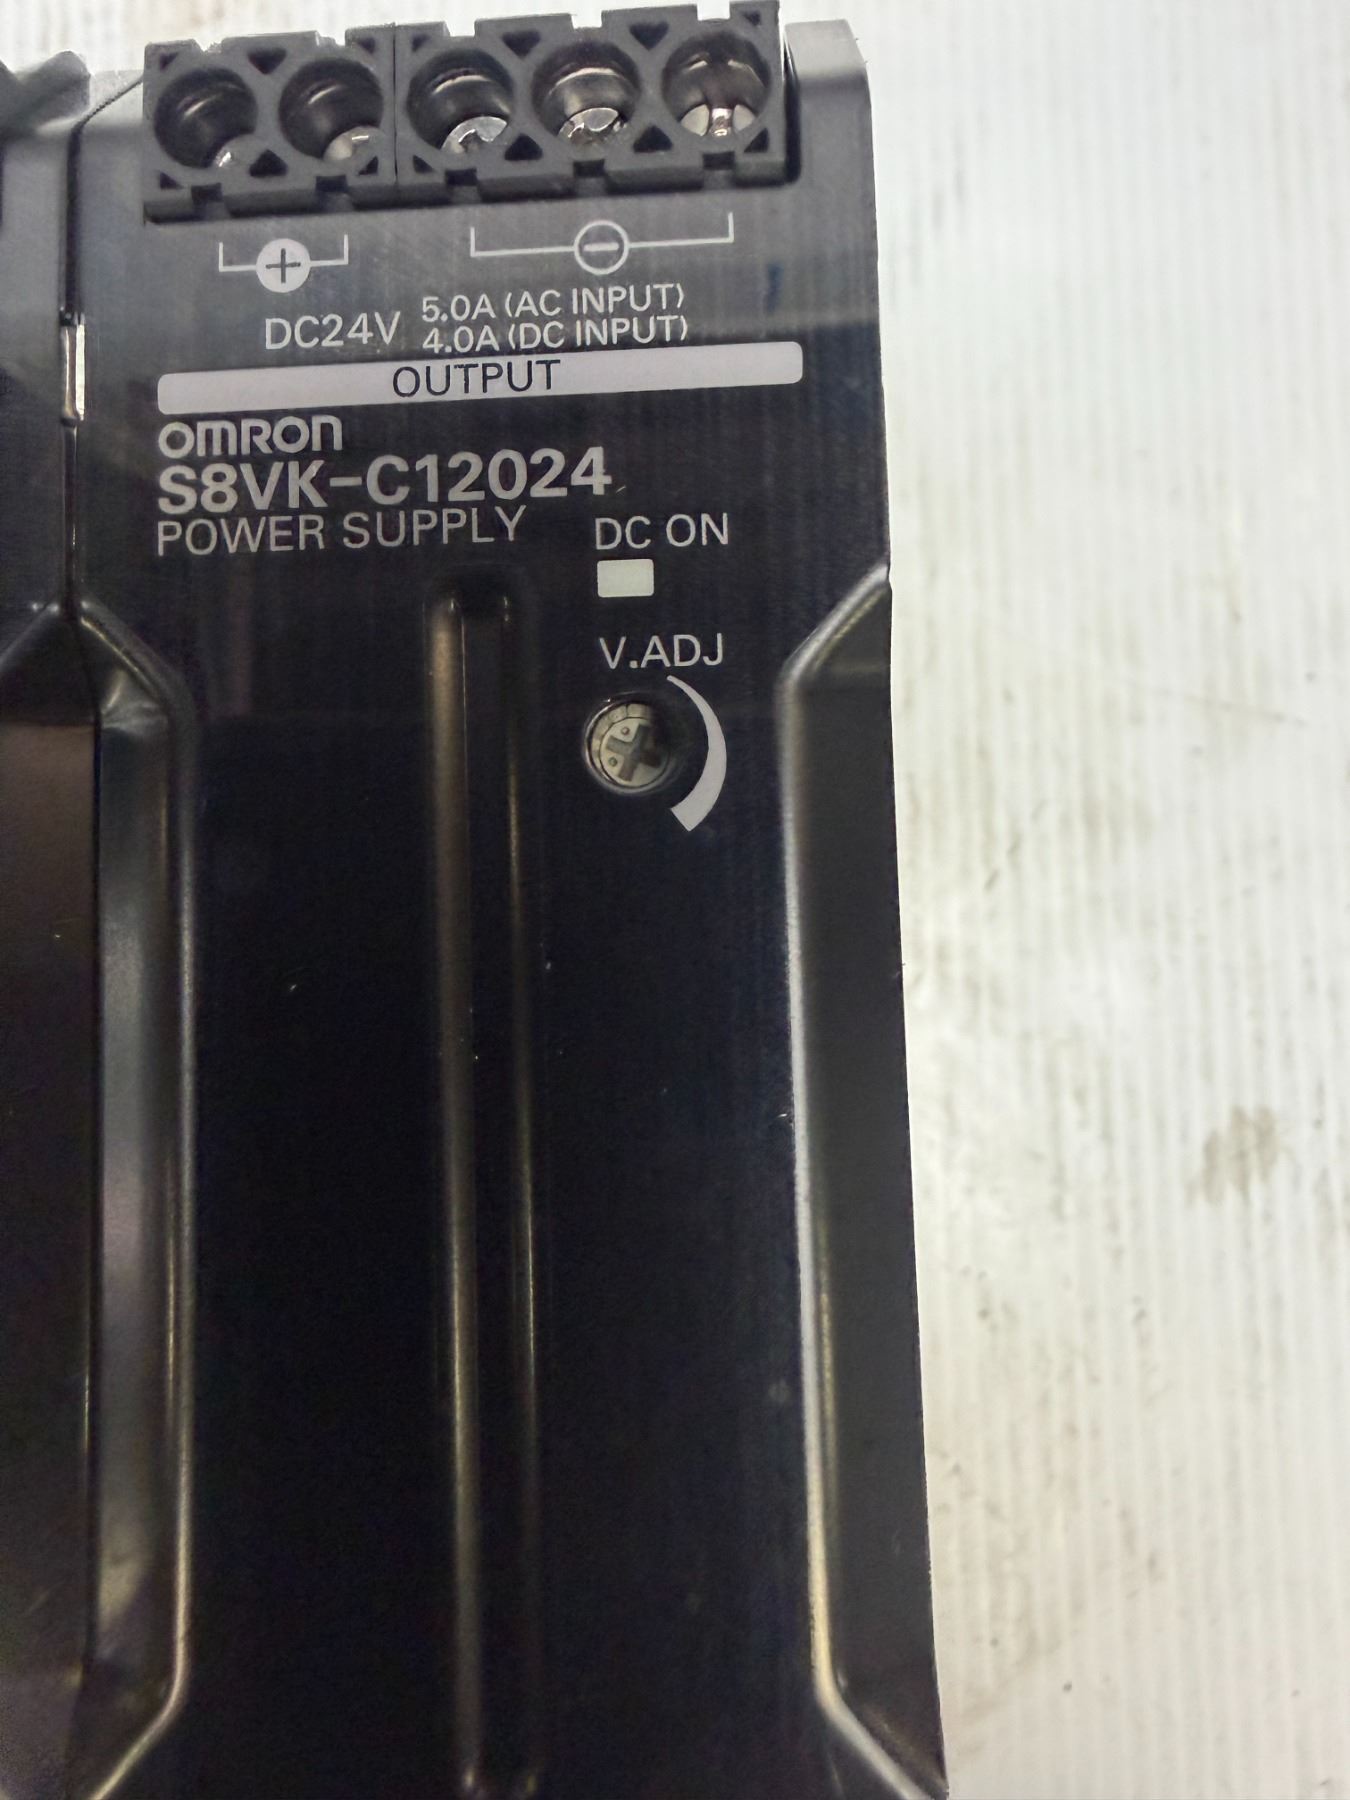 + −
DC24V 5.0A (AC INPUT)
4.0A (DC INPUT)
OUTPUT
omron
S8VK-C12024
POWER SUPPLY
DC ON
V.ADJ